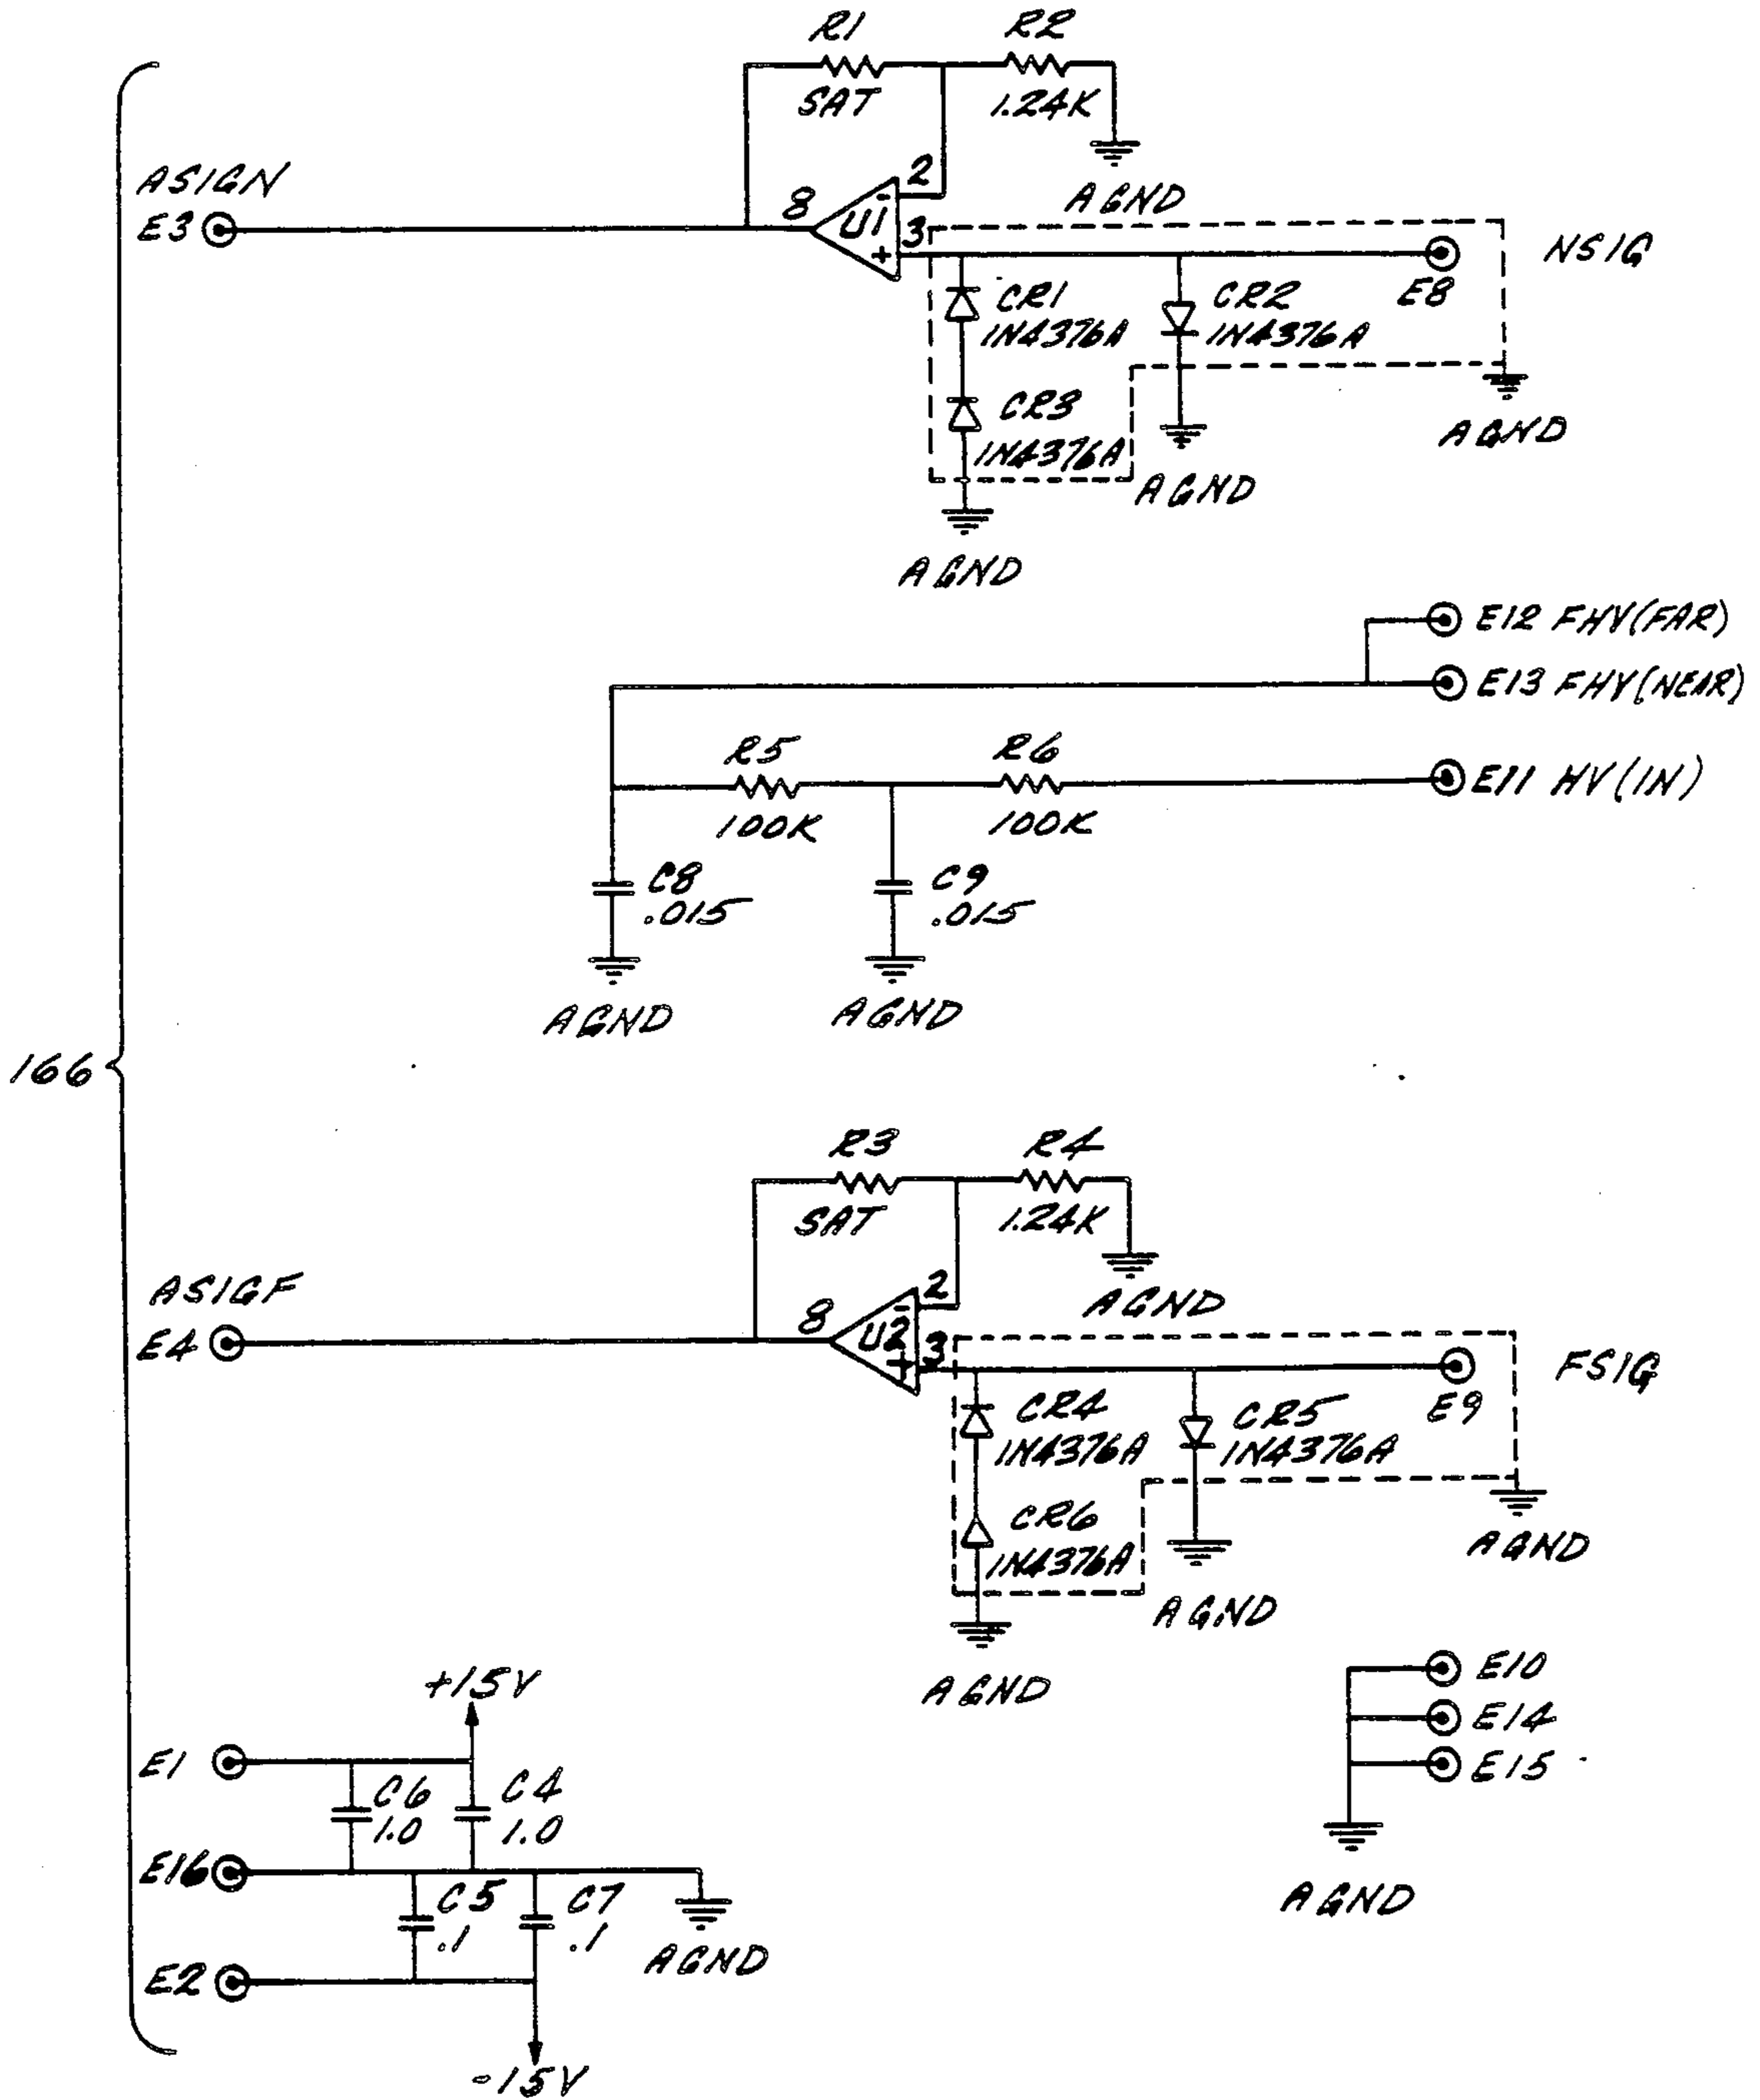 R1
R2
SAT
1.24K
AGND
ASIGN
E3
8
U1
-
+
2
3
NSIG
E8
CR1
1N4376A
CR2
1N4376A
CR3
1N4376A
AGND
AGND
AGND
E12 FHV(FAR)
E13 FHV(NEAR)
R5
R6
E11 HV(IN)
100K
100K
C8
.015
C9
.015
AGND
AGND
166
R3
R4
SAT
1.24K
AGND
ASIGF
E4
8
U2
-
+
2
3
FSIG
E9
CR4
1N4376A
CR5
1N4376A
CR6
1N4376A
AGND
AGND
AGND
+15V
E1
C6
1.0
C4
1.0
E16
C5
.1
C7
.1
AGND
E2
-15V
E10
E14
E15
AGND